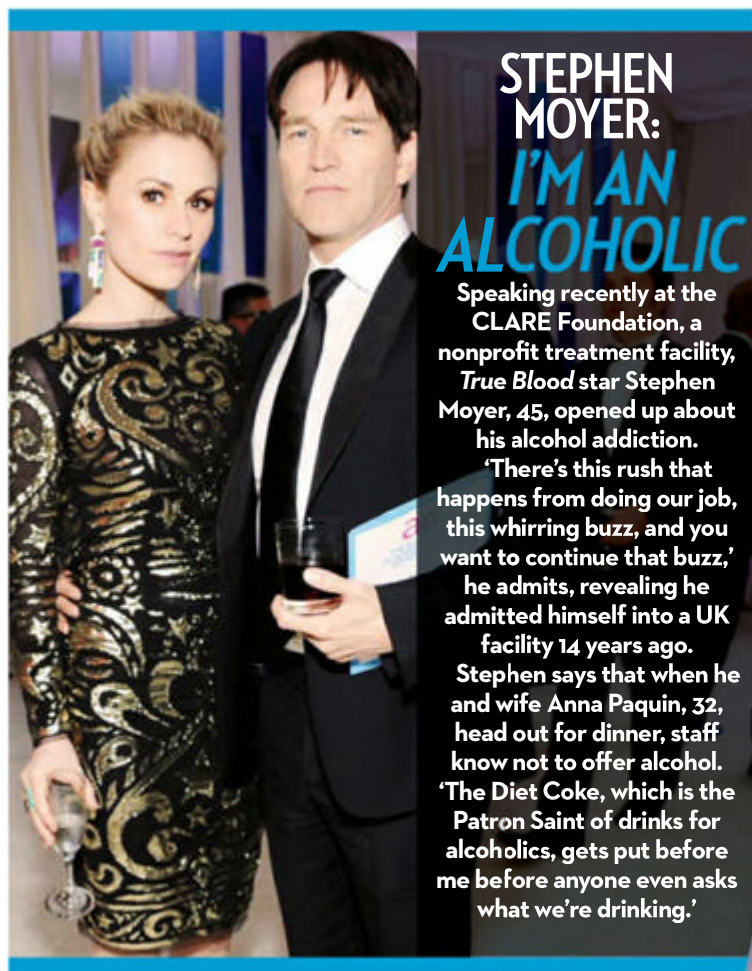 STEPHEN
MOYER:
I'M AN
ALCOHOLIC
Speaking recently at the
CLARE Foundation, a
nonprofit treatment facility,
True Blood star Stephen
Moyer, 45, opened up about
his alcohol addiction.
‘There’s this rush that
happens from doing our job,
this whirring buzz, and you
want to continue that buzz,’
he admits, revealing he
admitted himself into a UK
facility 14 years ago.
Stephen says that when he
and wife Anna Paquin, 32,
head out for dinner, staff
know not to offer alcohol.
‘The Diet Coke, which is the
Patron Saint of drinks for
alcoholics, gets put before
me before anyone even asks
what we’re drinking.’